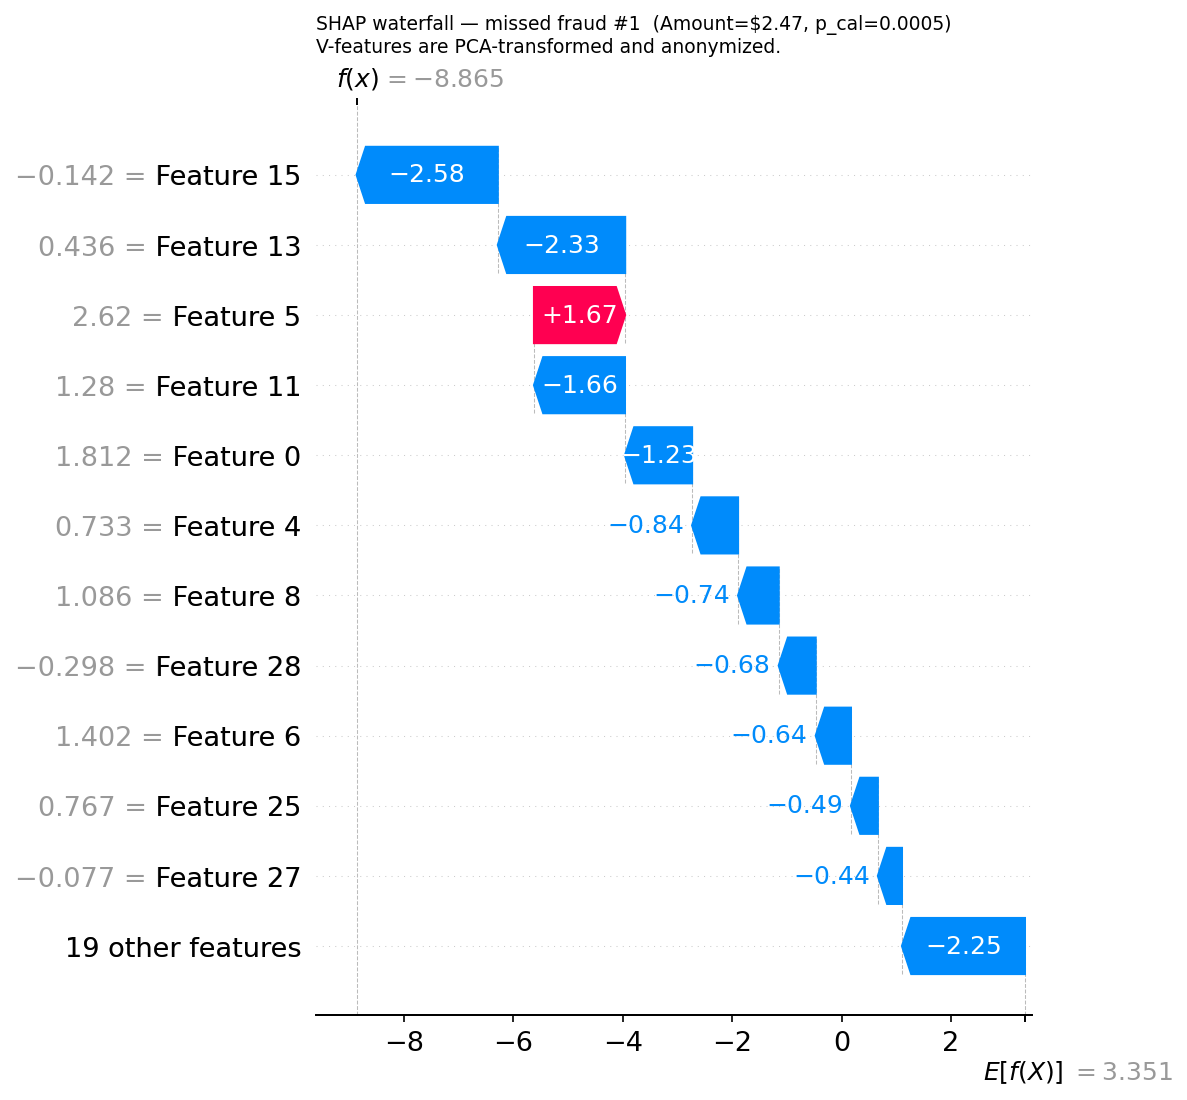 SHAP waterfall — missed fraud #1  (Amount=$2.47, p_cal=0.0005)
V-features are PCA-transformed and anonymized.
f(x) = −8.865
−0.142 = Feature 15 −2.58
0.436 = Feature 13 −2.33
2.62 = Feature 5 +1.67
1.28 = Feature 11 −1.66
1.812 = Feature 0 −1.23
0.733 = Feature 4 −0.84
1.086 = Feature 8 −0.74
−0.298 = Feature 28 −0.68
1.402 = Feature 6 −0.64
0.767 = Feature 25 −0.49
−0.077 = Feature 27 −0.44
19 other features −2.25
−8 −6 −4 −2 0 2
E[f(X)] = 3.351